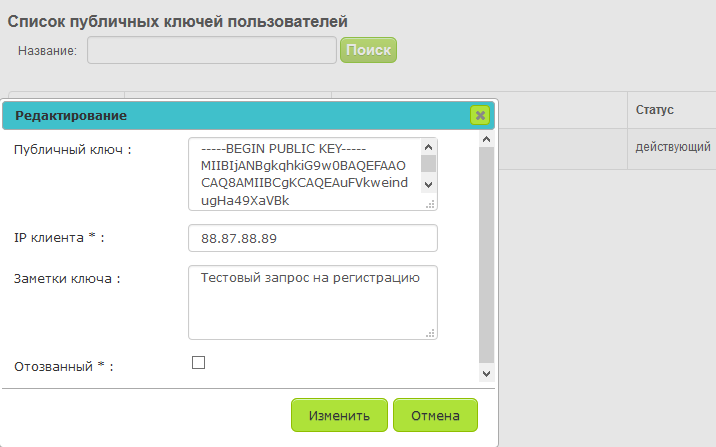 Список публичных ключей пользователей
Название: Поиск
Статус
Редактирование
действующий
Публичный ключ :
-----BEGIN PUBLIC KEY-----
MIIBIjANBgkqhkiG9w0BAQEFAAO
CAQ8AMIIBCgKCAQEAuFVkweind
ugHa49XaVBk
IP клиента * :
88.87.88.89
Заметки ключа :
Тестовый запрос на регистрацию
Отозванный * :
Изменить Отмена